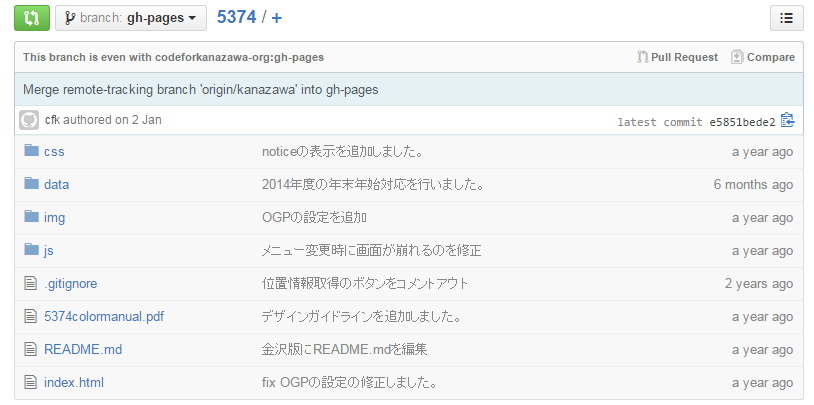 branch: gh-pages 5374 / +
This branch is even with codeforkanazawa-org:gh-pages Pull Request Compare
Merge remote-tracking branch 'origin/kanazawa' into gh-pages
cfk authored on 2 Jan latest commit e5851bede2
css noticeの表示を追加しました。 a year ago
data 2014年度の年末年始対応を行いました。 6 months ago
img OGPの設定を追加 a year ago
js メニュー変更時に画面が崩れるのを修正 a year ago
.gitignore 位置情報取得のボタンをコメントアウト 2 years ago
5374colormanual.pdf デザインガイドラインを追加しました。 a year ago
README.md 金沢版にREADME.mdを編集 a year ago
index.html fix OGPの設定の修正しました。 a year ago